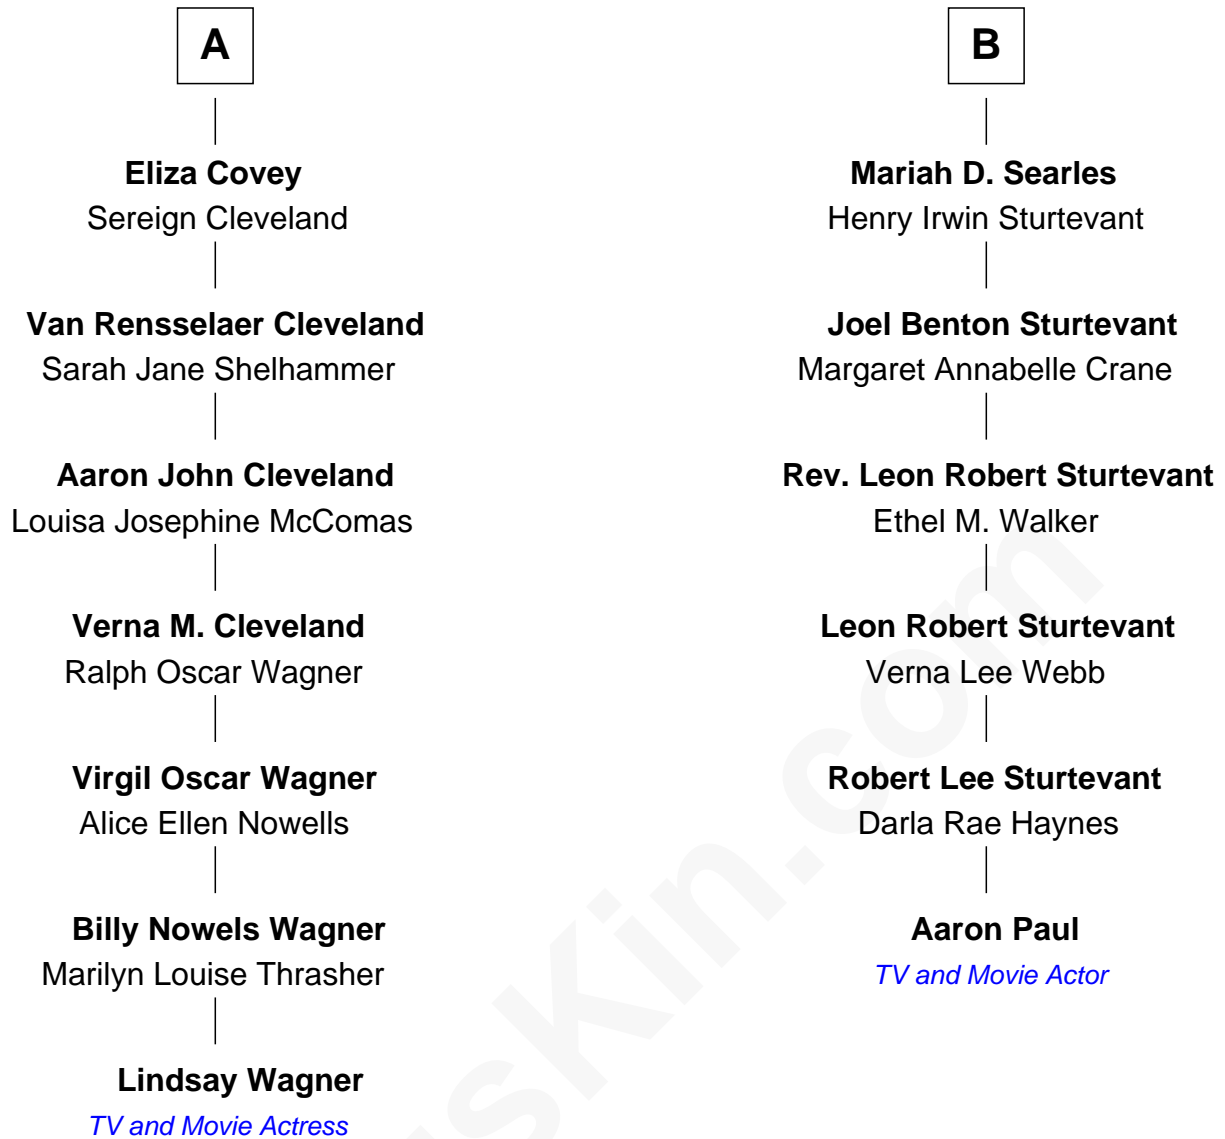 A
Eliza Covey
Sereign Cleveland
Van Rensselaer Cleveland
Sarah Jane Shelhammer
Aaron John Cleveland
Louisa Josephine McComas
Verna M. Cleveland
Ralph Oscar Wagner
Virgil Oscar Wagner
Alice Ellen Nowells
Billy Nowels Wagner
Marilyn Louise Thrasher
Lindsay Wagner
TV and Movie Actress
B
Mariah D. Searles
Henry Irwin Sturtevant
Joel Benton Sturtevant
Margaret Annabelle Crane
Rev. Leon Robert Sturtevant
Ethel M. Walker
Leon Robert Sturtevant
Verna Lee Webb
Robert Lee Sturtevant
Darla Rae Haynes
Aaron Paul
TV and Movie Actor
sKin.com